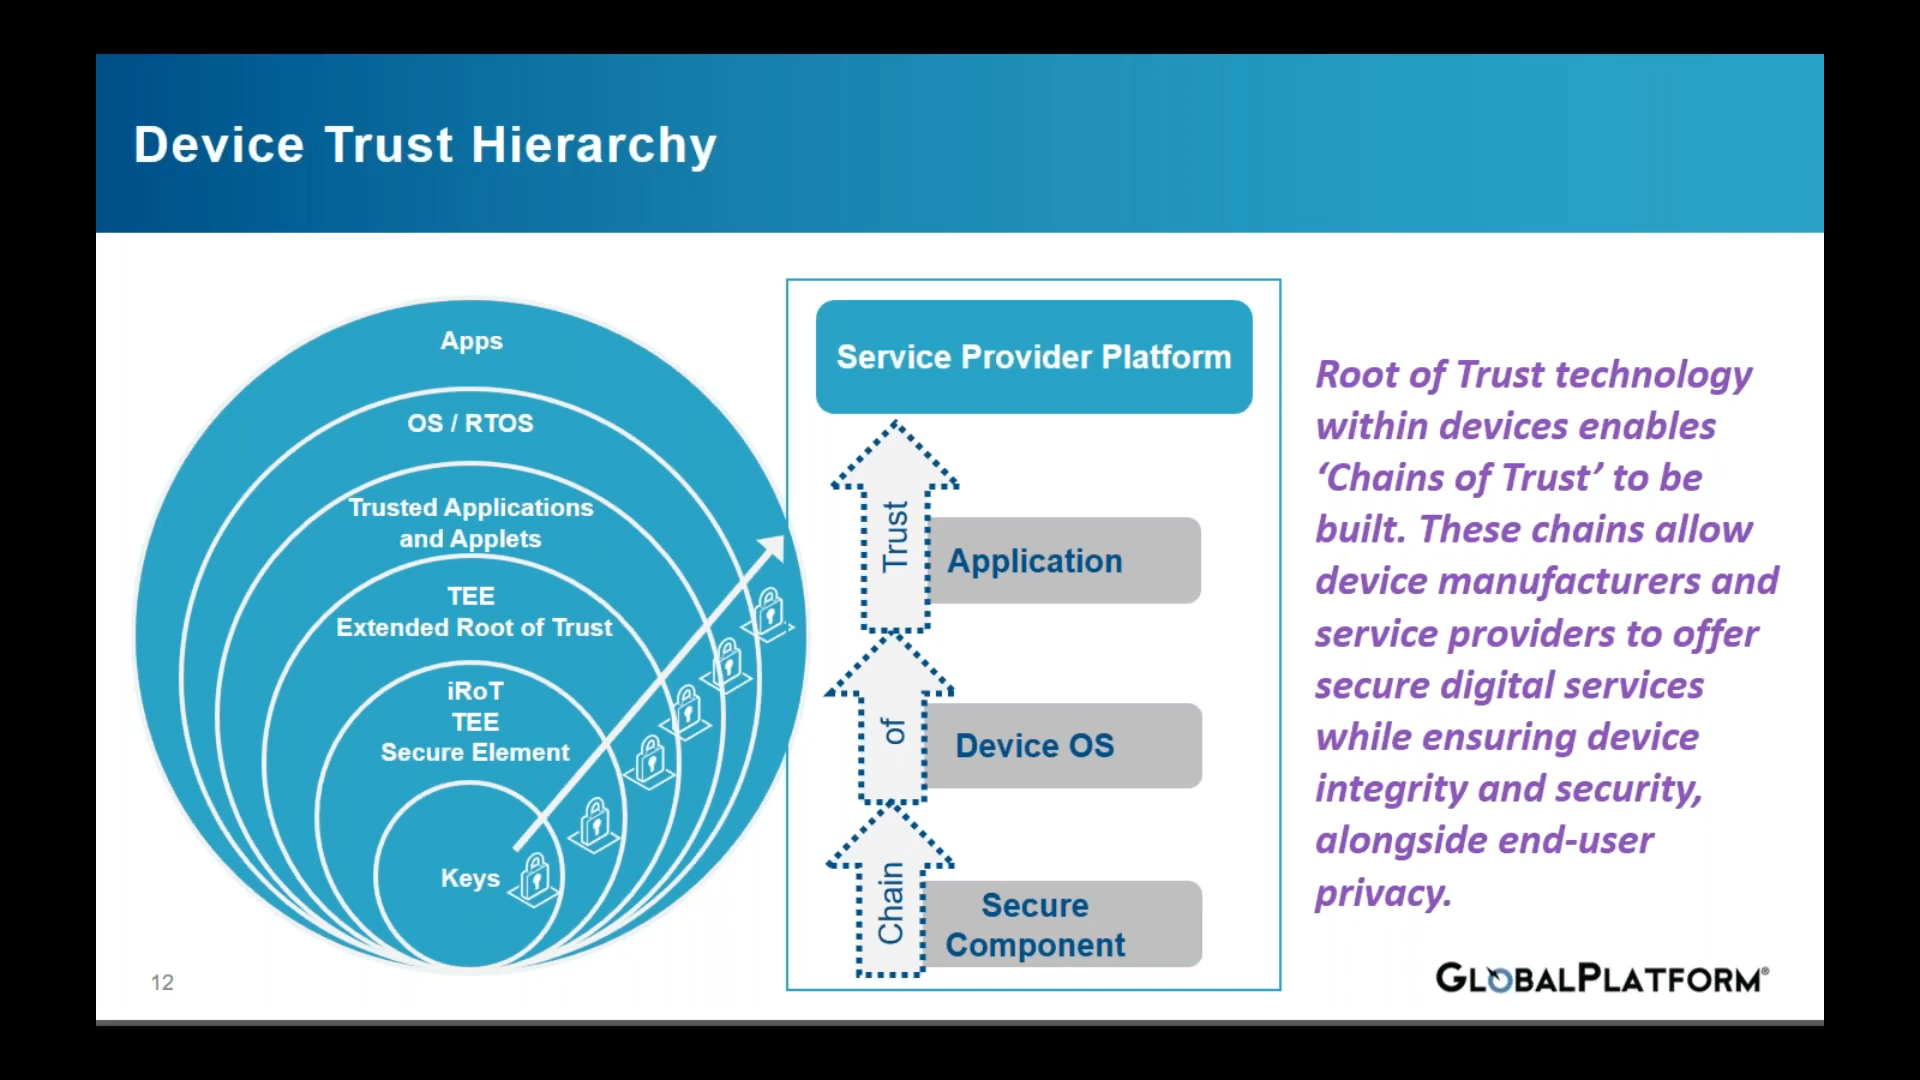 Device Trust Hierarchy
Apps
OS / RTOS
Trusted Applications
and Applets
TEE
Extended Root of Trust
iRoT
TEE
Secure Element
Keys
Service Provider Platform
Trust
Application
of
Device OS
Chain
Secure
Component
Root of Trust technology
within devices enables
‘Chains of Trust’ to be
built. These chains allow
device manufacturers and
service providers to offer
secure digital services
while ensuring device
integrity and security,
alongside end-user
privacy.
12
GLOBALPLATFORM®